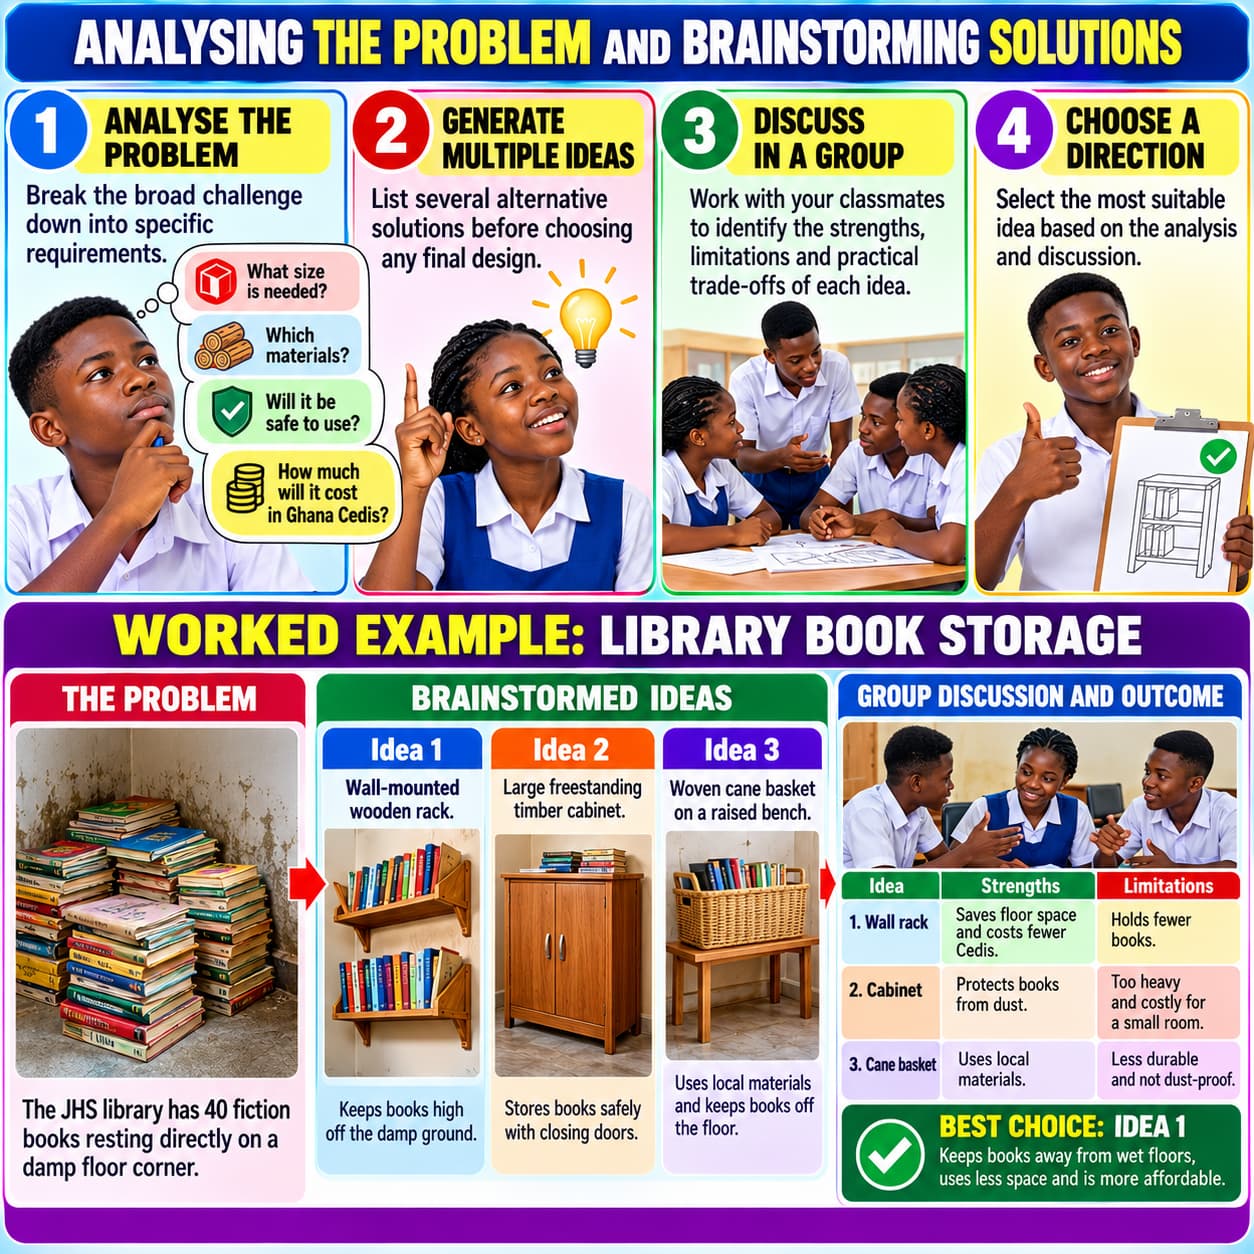 ANALYSING THE PROBLEM AND BRAINSTORMING SOLUTIONS
1
ANALYSE THE
PROBLEM
Break the broad challenge
down into specific
requirements.
What size
is needed?
Which
materials?
Will it be
safe to use?
How much
will it cost
in Ghana Cedis?
2
GENERATE
MULTIPLE IDEAS
List several alternative
solutions before choosing
any final design.
3
DISCUSS
IN A GROUP
Work with your classmates
to identify the strengths,
limitations and practical
trade-offs of each idea.
4
CHOOSE A
DIRECTION
Select the most suitable
idea based on the analysis
and discussion.
WORKED EXAMPLE: LIBRARY BOOK STORAGE
THE PROBLEM
The JHS library has 40 fiction
books resting directly on a
damp floor corner.
BRAINSTORMED IDEAS
Idea 1
Wall-mounted
wooden rack.
Keeps books high
off the damp ground.
Idea 2
Large freestanding
timber cabinet.
Stores books safely
with closing doors.
Idea 3
Woven cane basket
on a raised bench.
Uses local materials
and keeps books off
the floor.
GROUP DISCUSSION AND OUTCOME
Idea Strengths Limitations
1. Wall rack
Saves floor space
and costs fewer
Cedis.
Holds fewer
books.
2. Cabinet
Protects books
from dust.
Too heavy
and costly for
a small room.
3. Cane basket
Uses local
materials.
Less durable
and not dust-proof.
BEST CHOICE: IDEA 1
Keeps books away from wet floors,
uses less space and is more affordable.